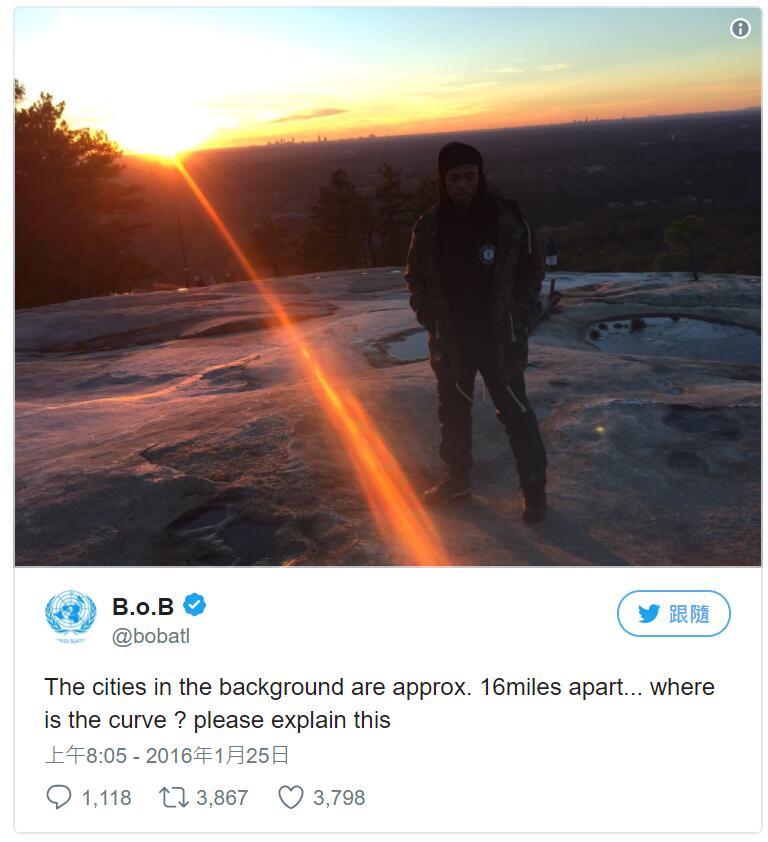 B.o.B
@bobatl
跟隨
The cities in the background are approx. 16miles apart... where
is the curve ? please explain this
上午8:05 - 2016年1月25日
1,118 3,867 3,798